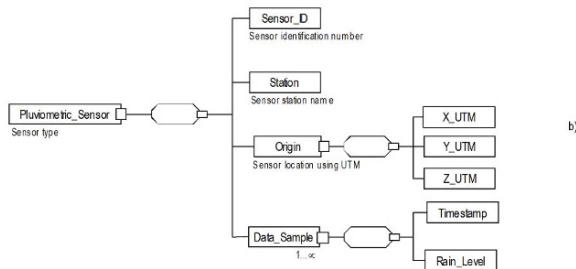 Sensor_ID
Sensor identification number
Station
Sensor station name
Pluviometric_Sensor
Sensor type
Origin
Sensor location using UTM
X_UTM
Y_UTM
Z_UTM
b)
Data_Sample
1...∝
Timestamp
Rain_Level